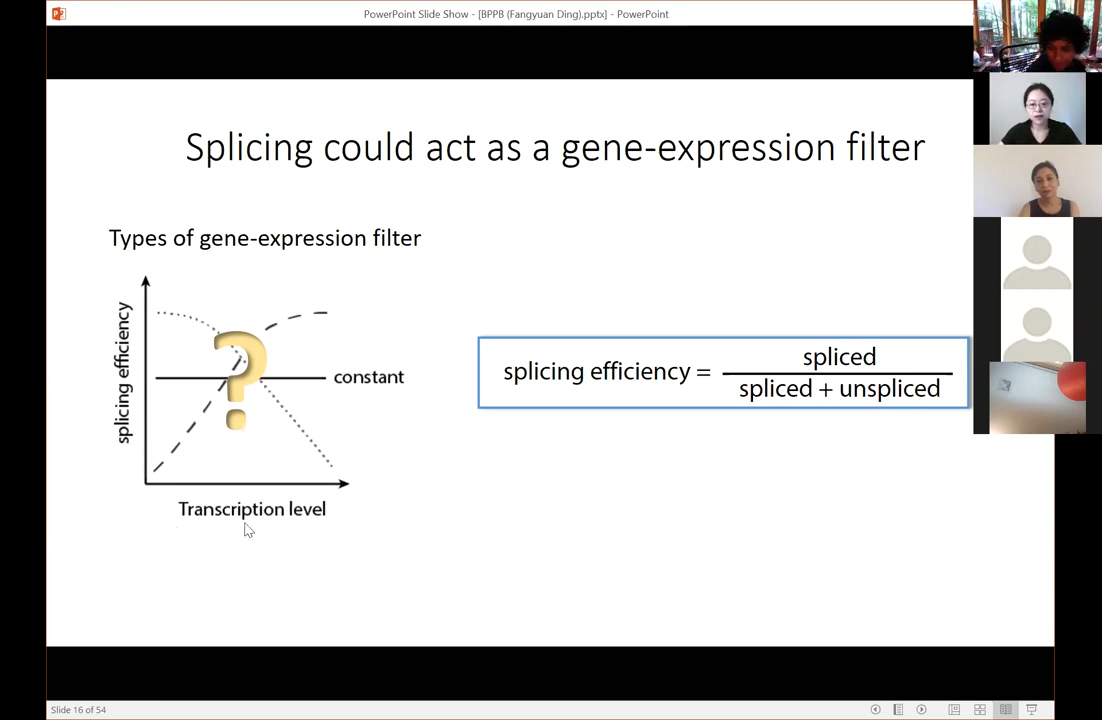 PowerPoint Slide Show - [BPPB (Fangyuan Ding).pptx] - PowerPoint
Splicing could act as a gene-expression filter
Types of gene-expression filter
splicing efficiency
?
constant
Transcription level
splicing efficiency = spliced
spliced + unspliced
Slide 16 of 54